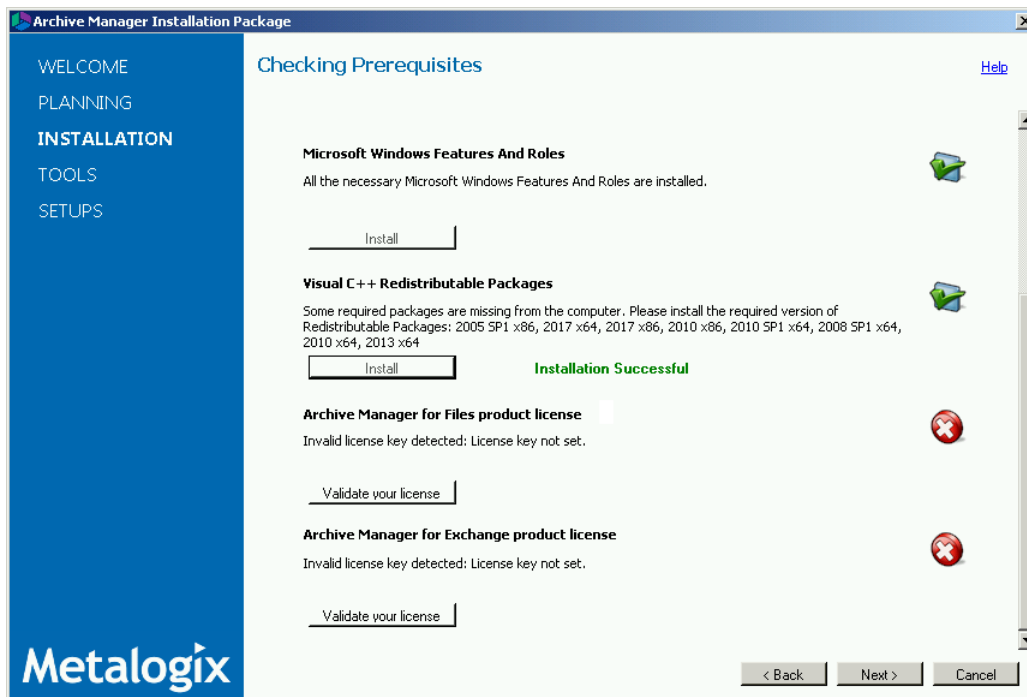 Archive Manager Installation Package
WELCOME
PLANNING
INSTALLATION
TOOLS
SETUPS
Metalogix
Checking Prerequisites
Help
Microsoft Windows Features And Roles
All the necessary Microsoft Windows Features And Roles are installed.
Install
Visual C++ Redistributable Packages
Some required packages are missing from the computer. Please install the required version of
Redistributable Packages: 2005 SP1 x86, 2017 x64, 2017 x86, 2010 x86, 2010 SP1 x64, 2008 SP1 x64,
2010 x64, 2013 x64
Install
Installation Successful
Archive Manager for Files product license
Invalid license key detected: License key not set.
Validate your license
Archive Manager for Exchange product license
Invalid license key detected: License key not set.
Validate your license
< Back
Next >
Cancel